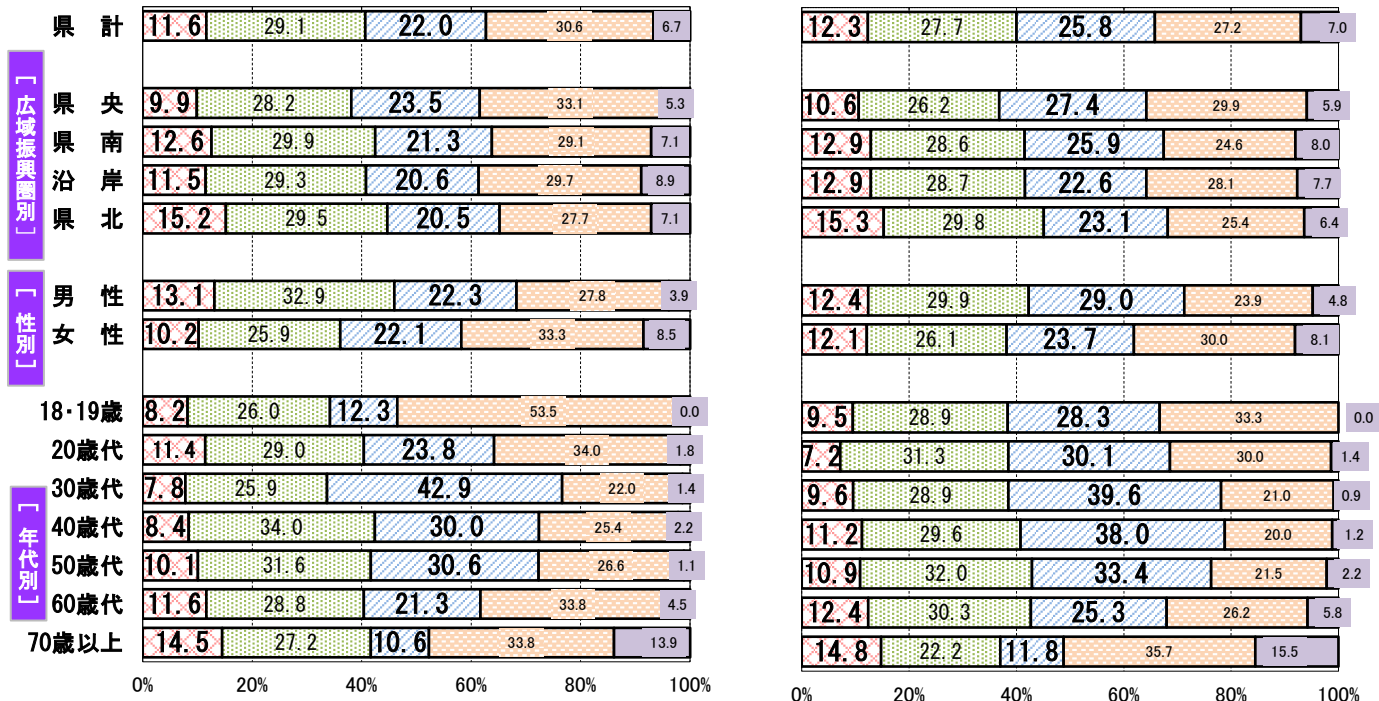 県 計 11.6 29.1 22.0 30.6 6.7 12.3 27.7 25.8 27.2 7.0
[ 広域振興圏別 ]
県 央 9.9 28.2 23.5 33.1 5.3 10.6 26.2 27.4 29.9 5.9
県 南 12.6 29.9 21.3 29.1 7.1 12.9 28.6 25.9 24.6 8.0
沿 岸 11.5 29.3 20.6 29.7 8.9 12.9 28.7 22.6 28.1 7.7
県 北 15.2 29.5 20.5 27.7 7.1 15.3 29.8 23.1 25.4 6.4
[ 性別 ]
男 性 13.1 32.9 22.3 27.8 3.9 12.4 29.9 29.0 23.9 4.8
女 性 10.2 25.9 22.1 33.3 8.5 12.1 26.1 23.7 30.0 8.1
[ 年代別 ]
18・19歳 8.2 26.0 12.3 53.5 0.0 9.5 28.9 28.3 33.3 0.0
20歳代 11.4 29.0 23.8 34.0 1.8 7.2 31.3 30.1 30.0 1.4
30歳代 7.8 25.9 42.9 22.0 1.4 9.6 28.9 39.6 21.0 0.9
40歳代 8.4 34.0 30.0 25.4 2.2 11.2 29.6 38.0 20.0 1.2
50歳代 10.1 31.6 30.6 26.6 1.1 10.9 32.0 33.4 21.5 2.2
60歳代 11.6 28.8 21.3 33.8 4.5 12.4 30.3 25.3 26.2 5.8
70歳以上 14.5 27.2 10.6 33.8 13.9 14.8 22.2 11.8 35.7 15.5
0% 20% 40% 60% 80% 100% 0% 20% 40% 60% 80% 100%